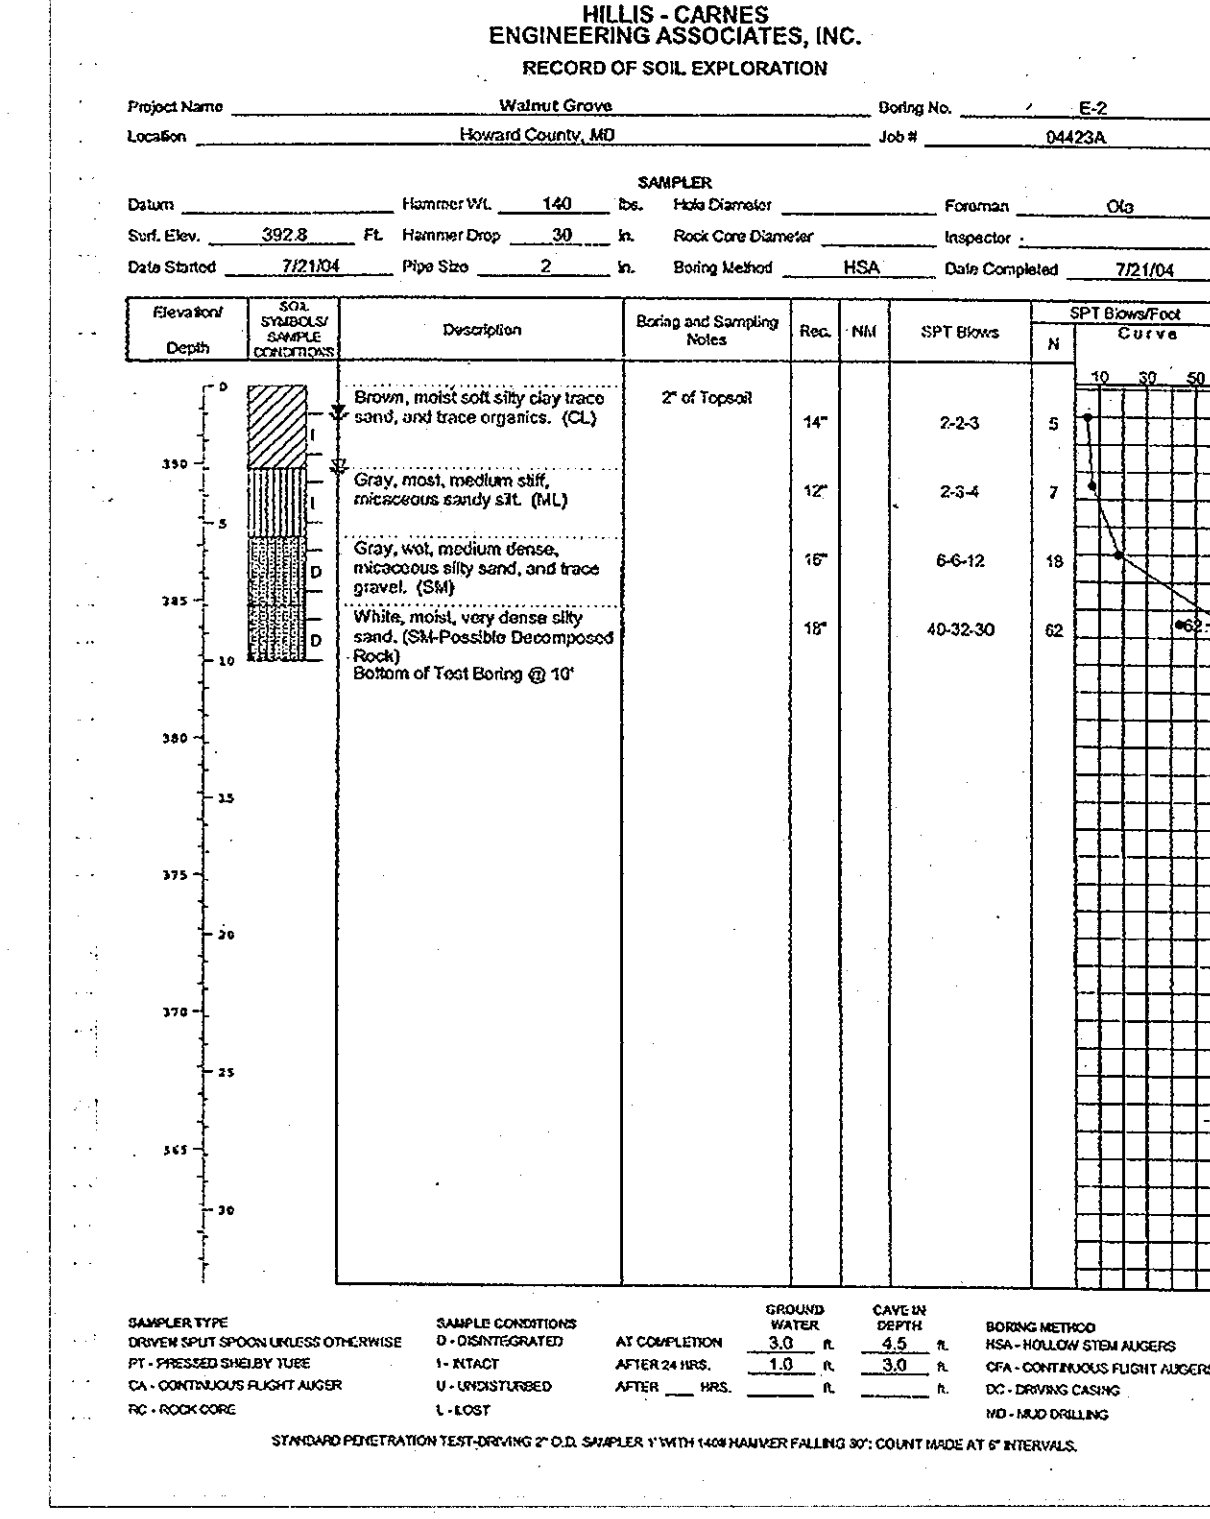 HILLIS - CARNES
ENGINEERING ASSOCIATES, INC.
RECORD OF SOIL EXPLORATION
Project Name Walnut Grove Boring No. E-2
Location Howard County, MD Job # 04423A
SAMPLER
Datum Hammer Wt. 140 lbs. Hole Diameter Foreman Ola
Surf. Elev. 392.8 Ft. Hammer Drop 30 in. Rock Core Diameter Inspector
Date Started 7/21/04 Pipe Size 2 in. Boring Method HSA Date Completed 7/21/04
Elevation/ Depth
SOIL SYMBOLS/ SAMPLE CONDITIONS
Description
Boring and Sampling Notes
Rec.
NM
SPT Blows
SPT Blows/Foot
N
Curve
10 30 50
0
Brown, moist soft silty clay trace
sand, and trace organics. (CL)
2" of Topsoil
I
14"
2-2-3
5
390
Gray, most, medium stiff,
micaceous sandy silt. (ML)
I
12"
2-3-4
7
5
Gray, wet, medium dense,
micaceous silty sand, and trace
gravel. (SM)
D
16"
6-6-12
18
385
White, moist, very dense silty
sand. (SM-Possible Decomposed
Rock)
D
18"
40-32-30
62
62
10
Bottom of Test Boring @ 10'
380
15
375
20
370
25
365
30
SAMPLER TYPE
DRIVEN SPLIT SPOON UNLESS OTHERWISE
PT - PRESSED SHELBY TUBE
CA - CONTINUOUS FLIGHT AUGER
RC - ROCK CORE
SAMPLE CONDITIONS
D - DISINTEGRATED
I - INTACT
U - UNDISTURBED
L - LOST
GROUND WATER
CAVE IN DEPTH
AT COMPLETION 3.0 ft. 4.5 ft.
AFTER 24 HRS. 1.0 ft. 3.0 ft.
AFTER ___ HRS. ft. ft.
BORING METHOD
HSA - HOLLOW STEM AUGERS
CFA - CONTINUOUS FLIGHT AUGERS
DC - DRIVING CASING
MD - MUD DRILLING
STANDARD PENETRATION TEST-DRIVING 2" O.D. SAMPLER 1' WITH 140# HAMMER FALLING 30"; COUNT MADE AT 6" INTERVALS.